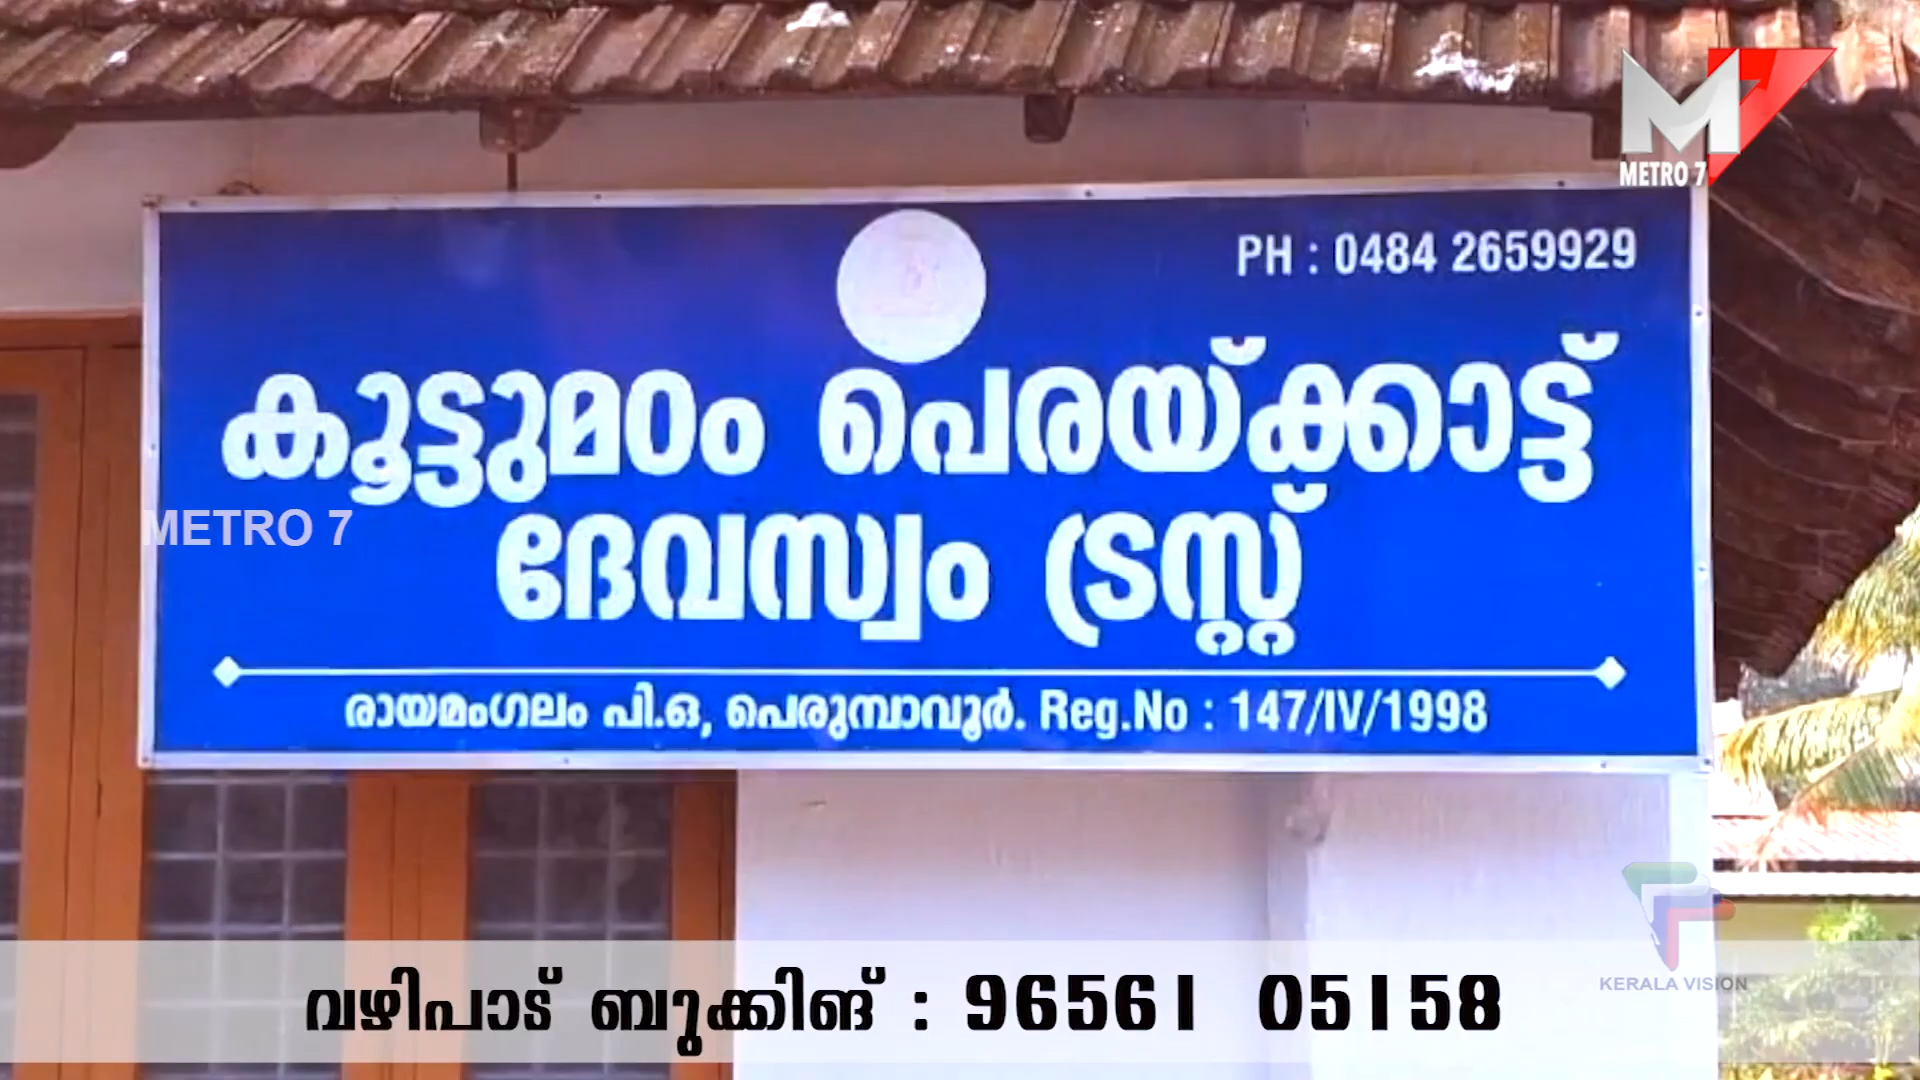 METRO 7
PH : 0484 2659929
കൂട്ടുമഠം പെരയ്ക്കാട്ട്
ദേവസ്വം ട്രസ്റ്റ്
METRO 7
രായമംഗലം പി.ഒ, പെരുമ്പാവൂർ. Reg.No : 147/IV/1998
KERALA VISION
വഴിപാട് ബുക്കിങ് : 96561 05158